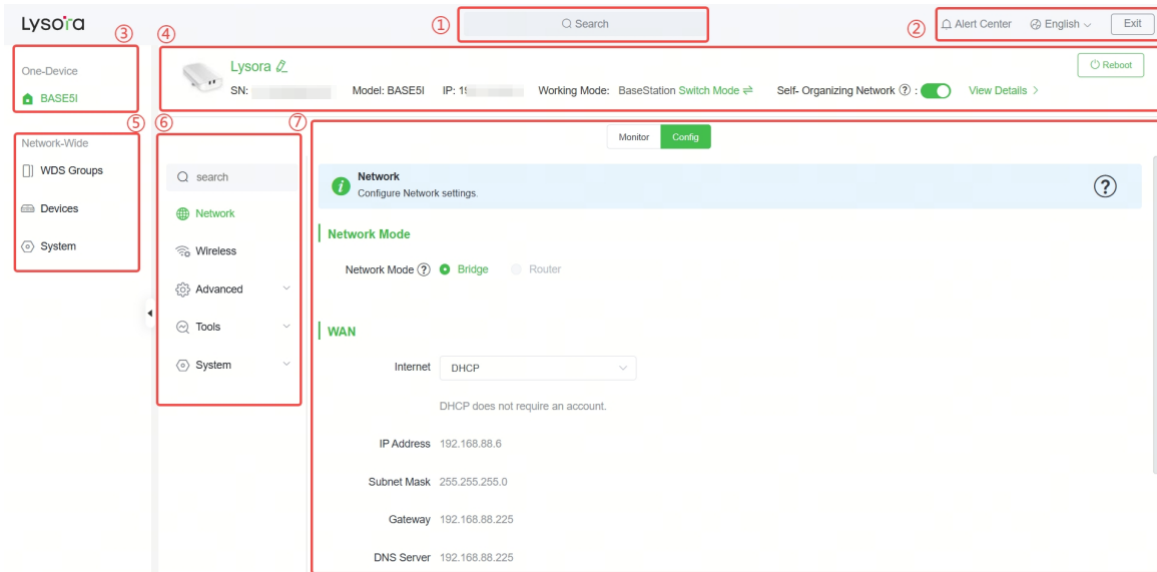 Lysora
① Search
② Alert Center English Exit
③
One-Device
BASE5I
④
Lysora
Reboot
SN: Model: BASE5I IP: 19 Working Mode: BaseStation Switch Mode Self- Organizing Network ? : View Details >
⑤
Network-Wide
WDS Groups
Devices
System
⑥
search
Network
Wireless
Advanced
Tools
System
⑦
Monitor Config
Network
Configure Network settings.
?
Network Mode
Network Mode ? Bridge Router
WAN
Internet DHCP
DHCP does not require an account.
IP Address 192.168.88.6
Subnet Mask 255.255.255.0
Gateway 192.168.88.225
DNS Server 192.168.88.225